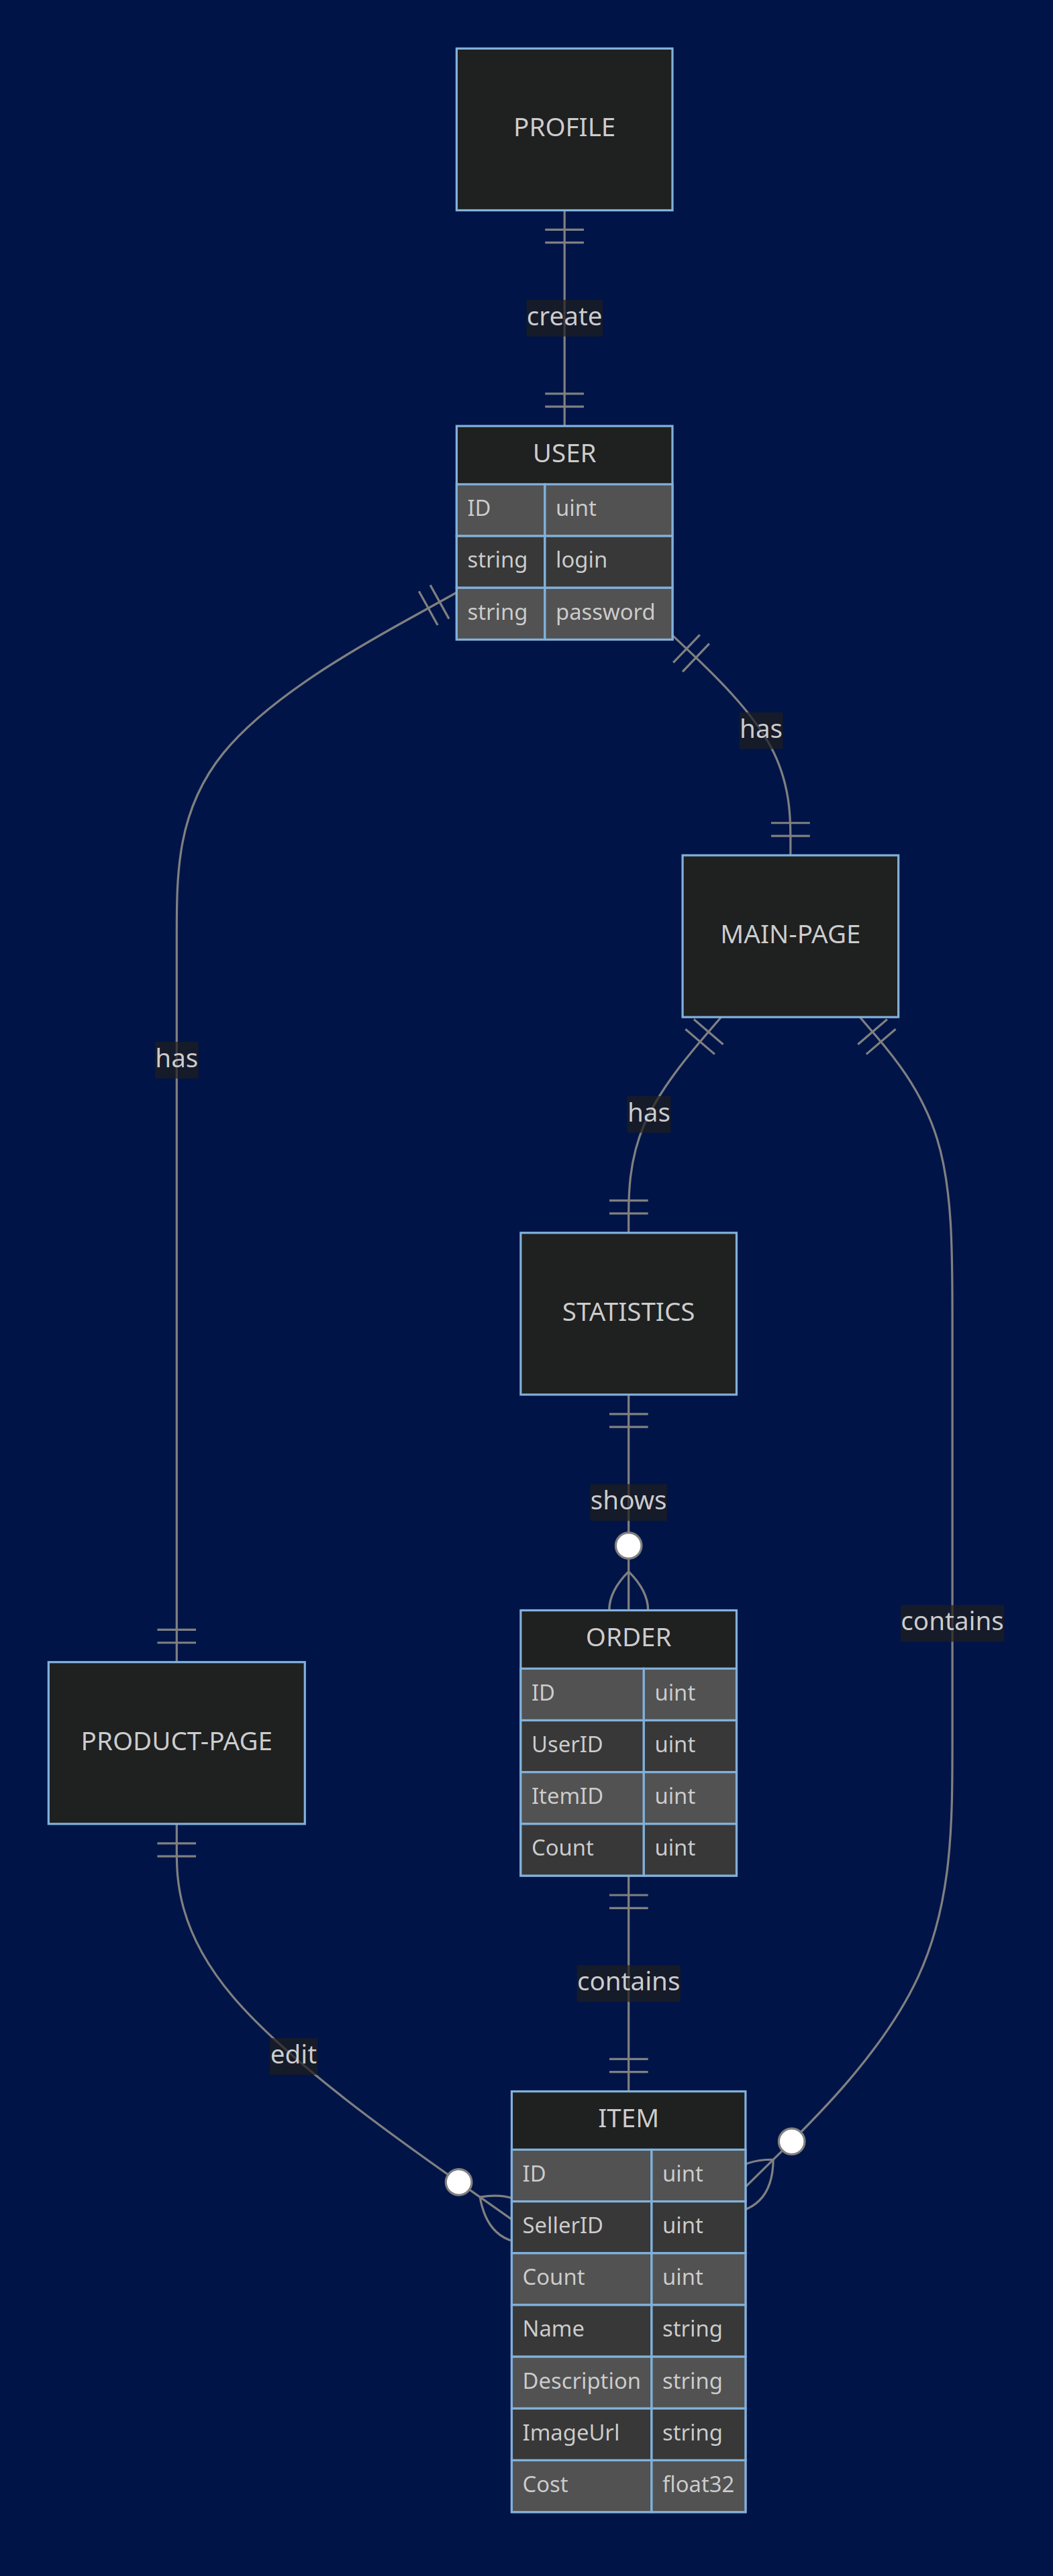 PROFILE
create
USER
ID uint
string login
string password
has
MAIN-PAGE
has
has
STATISTICS
shows
ORDER
ID uint
UserID uint
ItemID uint
Count uint
contains
PRODUCT-PAGE
contains
edit
ITEM
ID uint
SellerID uint
Count uint
Name string
Description string
ImageUrl string
Cost float32